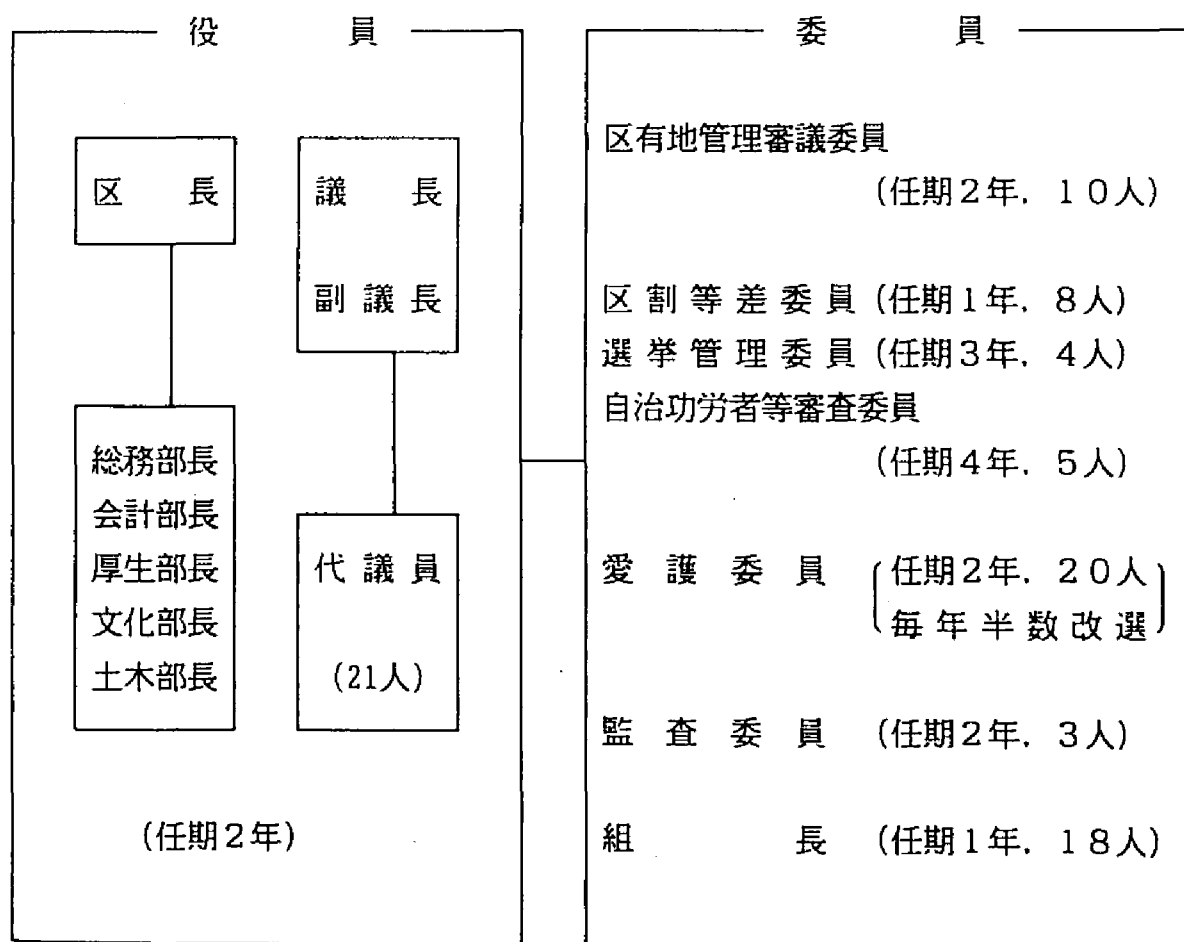 役員
区長
総務部長
会計部長
厚生部長
文化部長
土木部長
議長
副議長
代議員
(21人)
(任期2年)
委員
区有地管理審議委員
(任期2年.10人)
区割等差委員(任期1年.8人)
選挙管理委員(任期3年.4人)
自治功労者等審査委員
(任期4年.5人)
愛護委員(任期2年.20人
毎年半数改選)
監査委員(任期2年.3人)
組長(任期1年.18人)